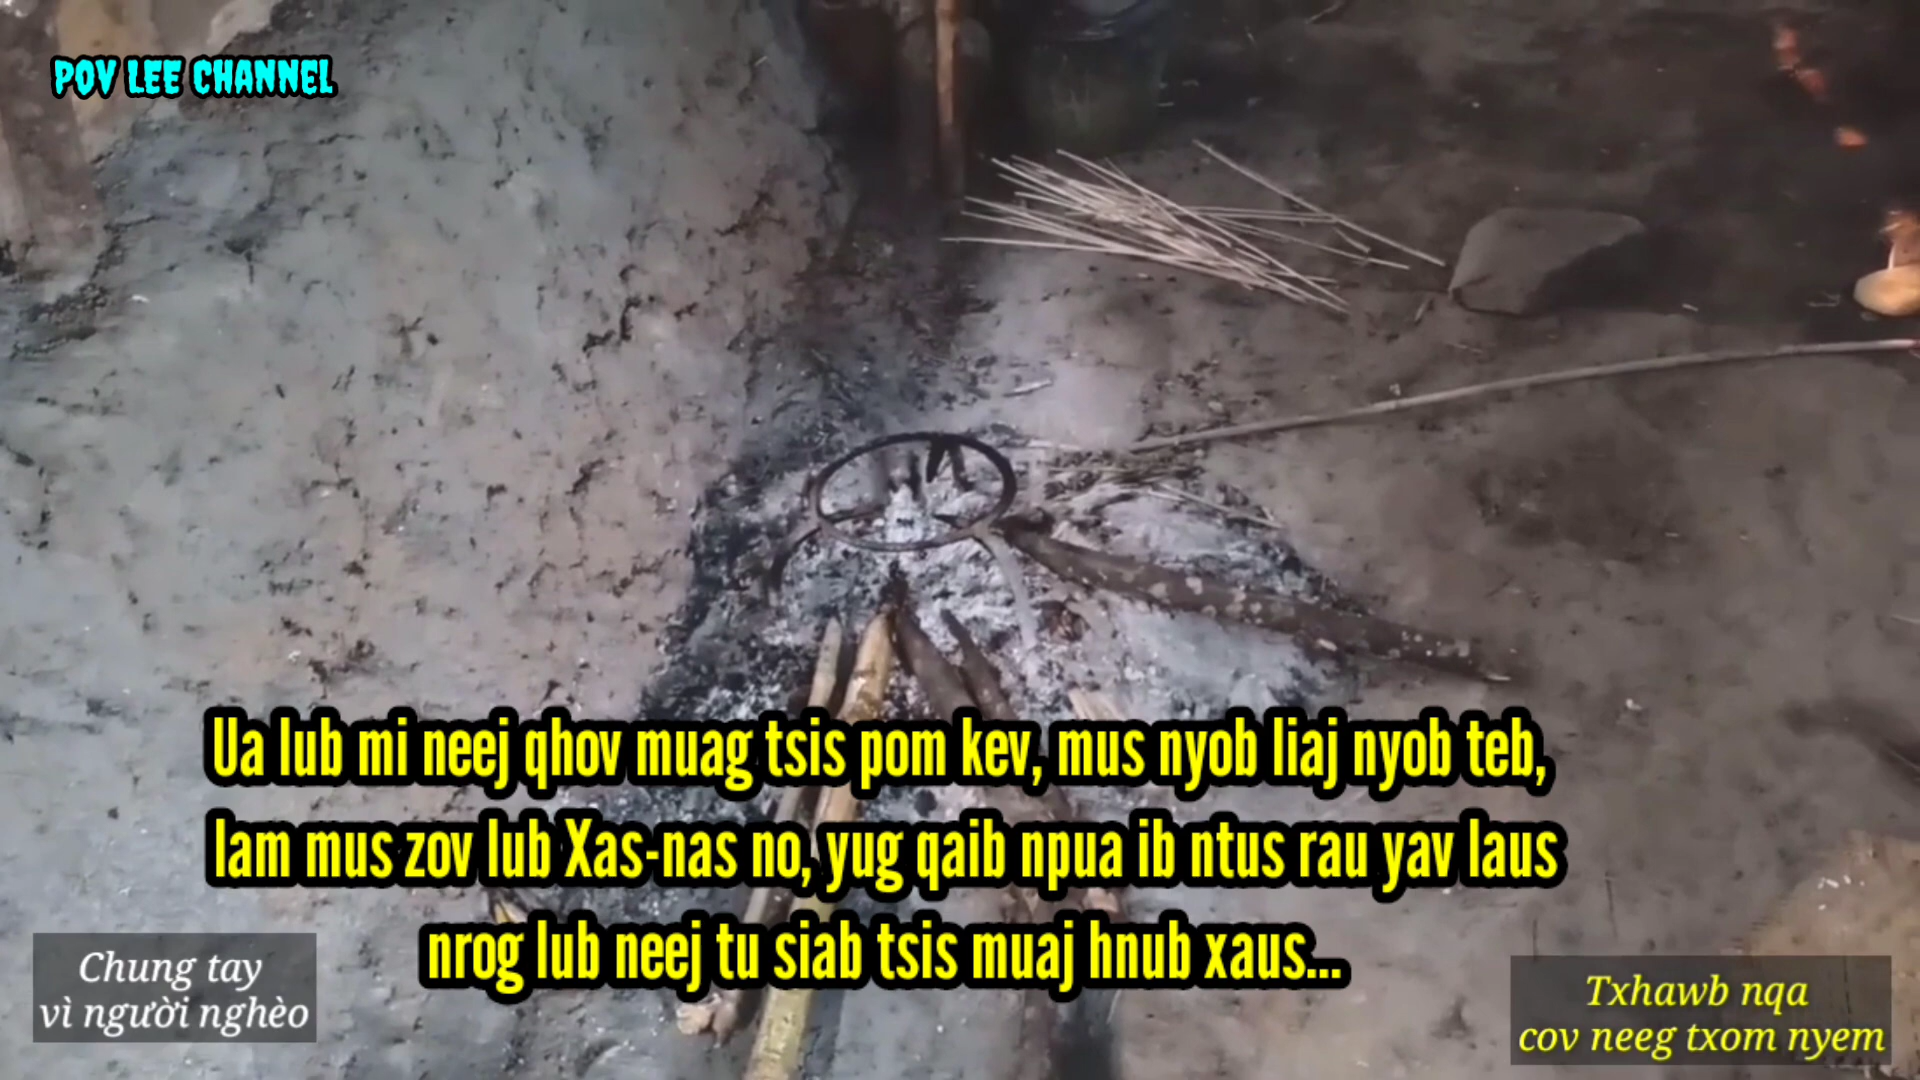 POV LEE CHANNEL
Ua lub mi neej qhov muag tsis pom kev, mus nyob liaj nyob teb,
lam mus zov lub Xas-nas no, yug qaib npua ib ntus rau yav laus
nrog lub neej tu siab tsis muaj hnub xaus...
Chung tay
vì người nghèo
Txhawb nqa
cov neeg txom nyem